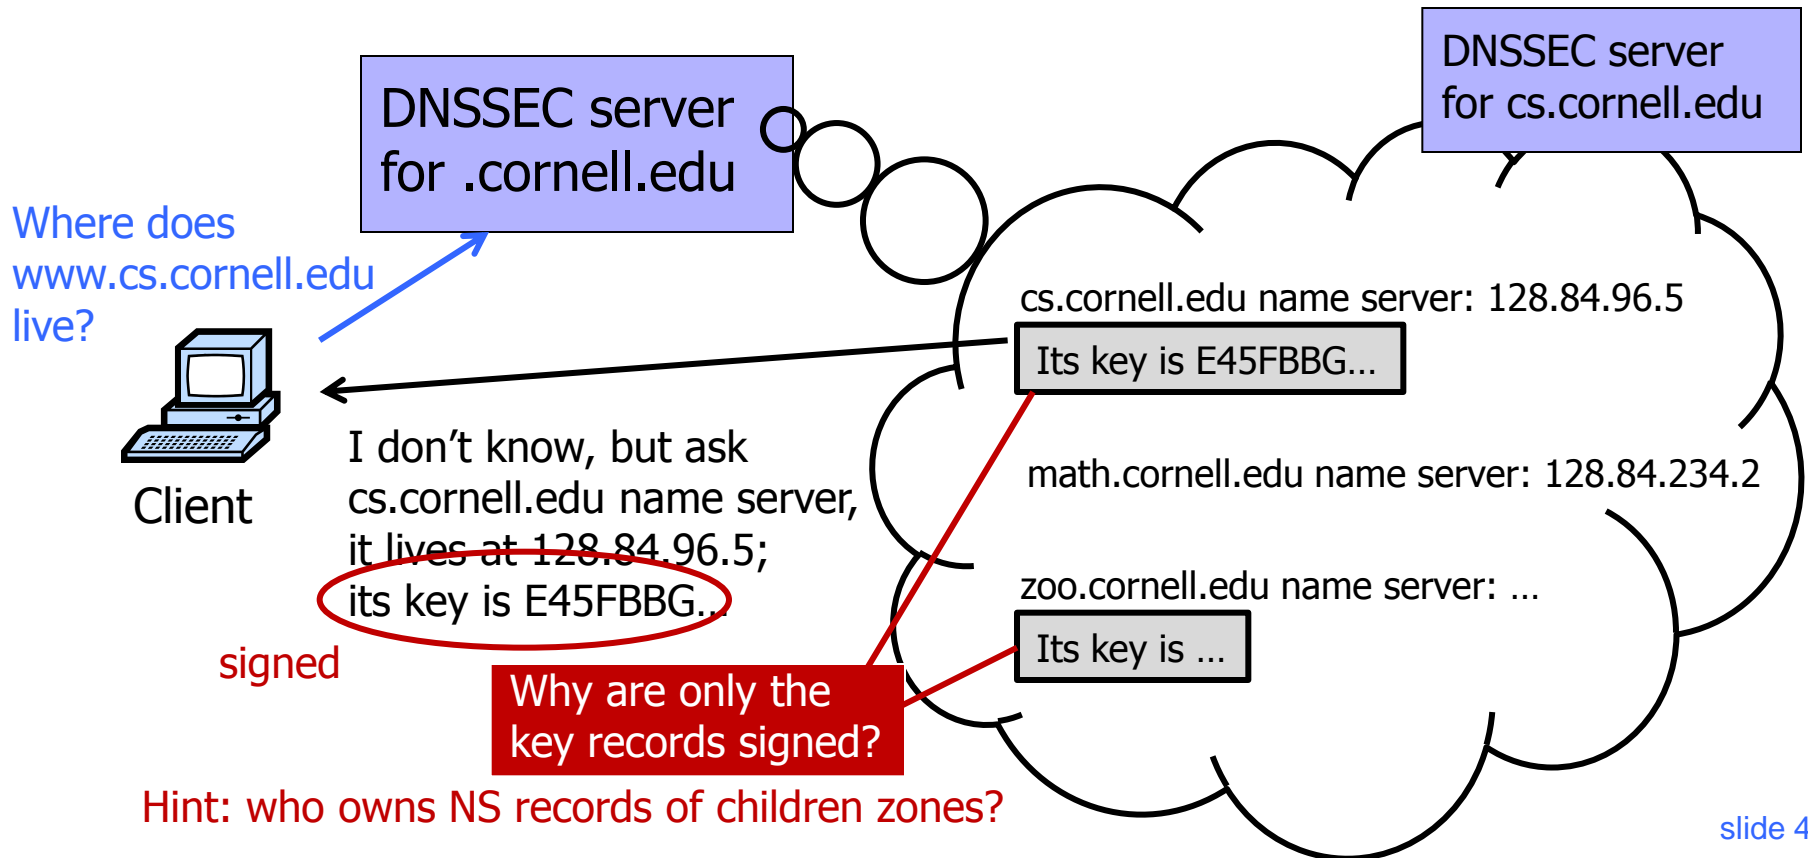 DNSSEC server
for .cornell.edu
DNSSEC server
for cs.cornell.edu
Where does
www.cs.cornell.edu
live?
Client
cs.cornell.edu name server: 128.84.96.5
Its key is E45FBBG…
I don’t know, but ask
cs.cornell.edu name server,
it lives at 128.84.96.5;
its key is E45FBBG…
signed
math.cornell.edu name server: 128.84.234.2
zoo.cornell.edu name server: …
Its key is …
Why are only the
key records signed?
Hint: who owns NS records of children zones?
slide 4